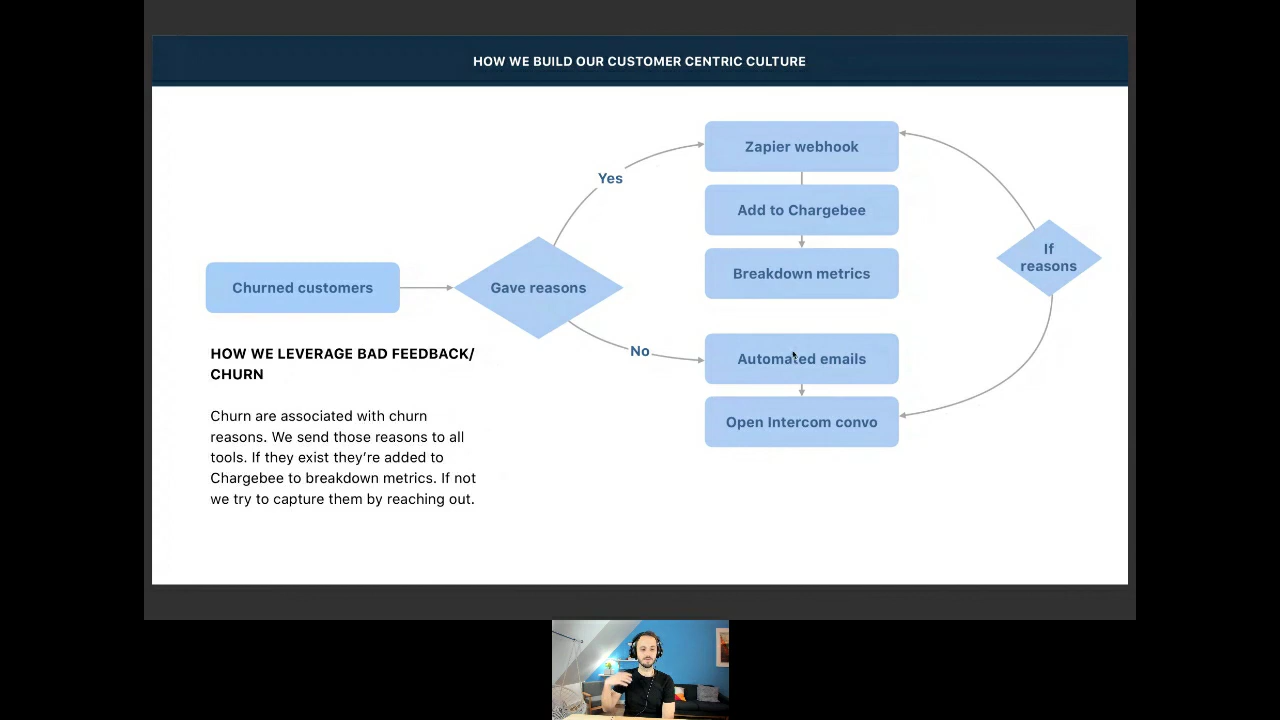 HOW WE BUILD OUR CUSTOMER CENTRIC CULTURE
Zapier webhook
Yes
Add to Chargebee
If
reasons
Breakdown metrics
Churned customers
Gave reasons
No
Automated emails
Open Intercom convo
HOW WE LEVERAGE BAD FEEDBACK/
CHURN
Churn are associated with churn
reasons. We send those reasons to all
tools. If they exist they’re added to
Chargebee to breakdown metrics. If not
we try to capture them by reaching out.